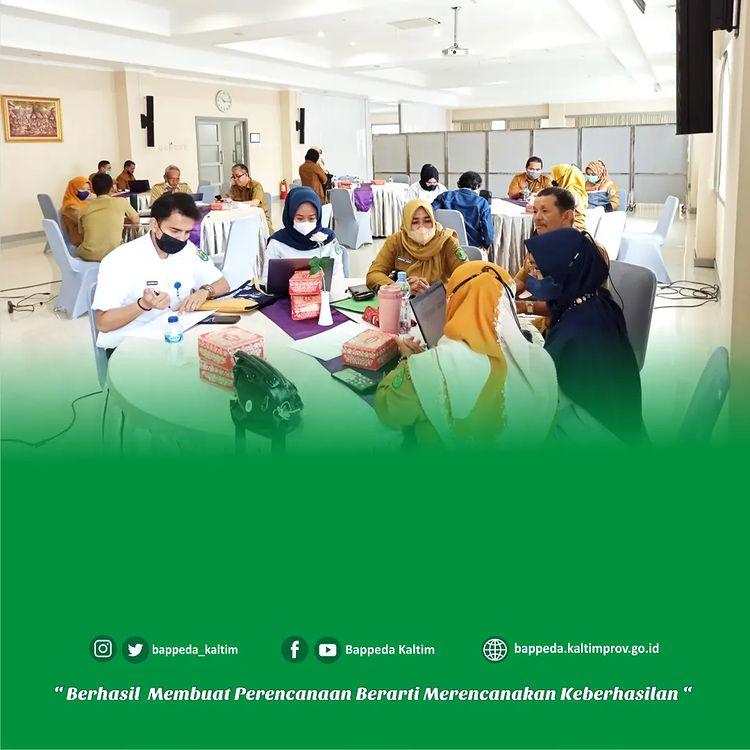 bappeda_kaltim
Bappeda Kaltim
bappeda.kaltimprov.go.id
“ Berhasil Membuat Perencanaan Berarti Merencanakan Keberhasilan “